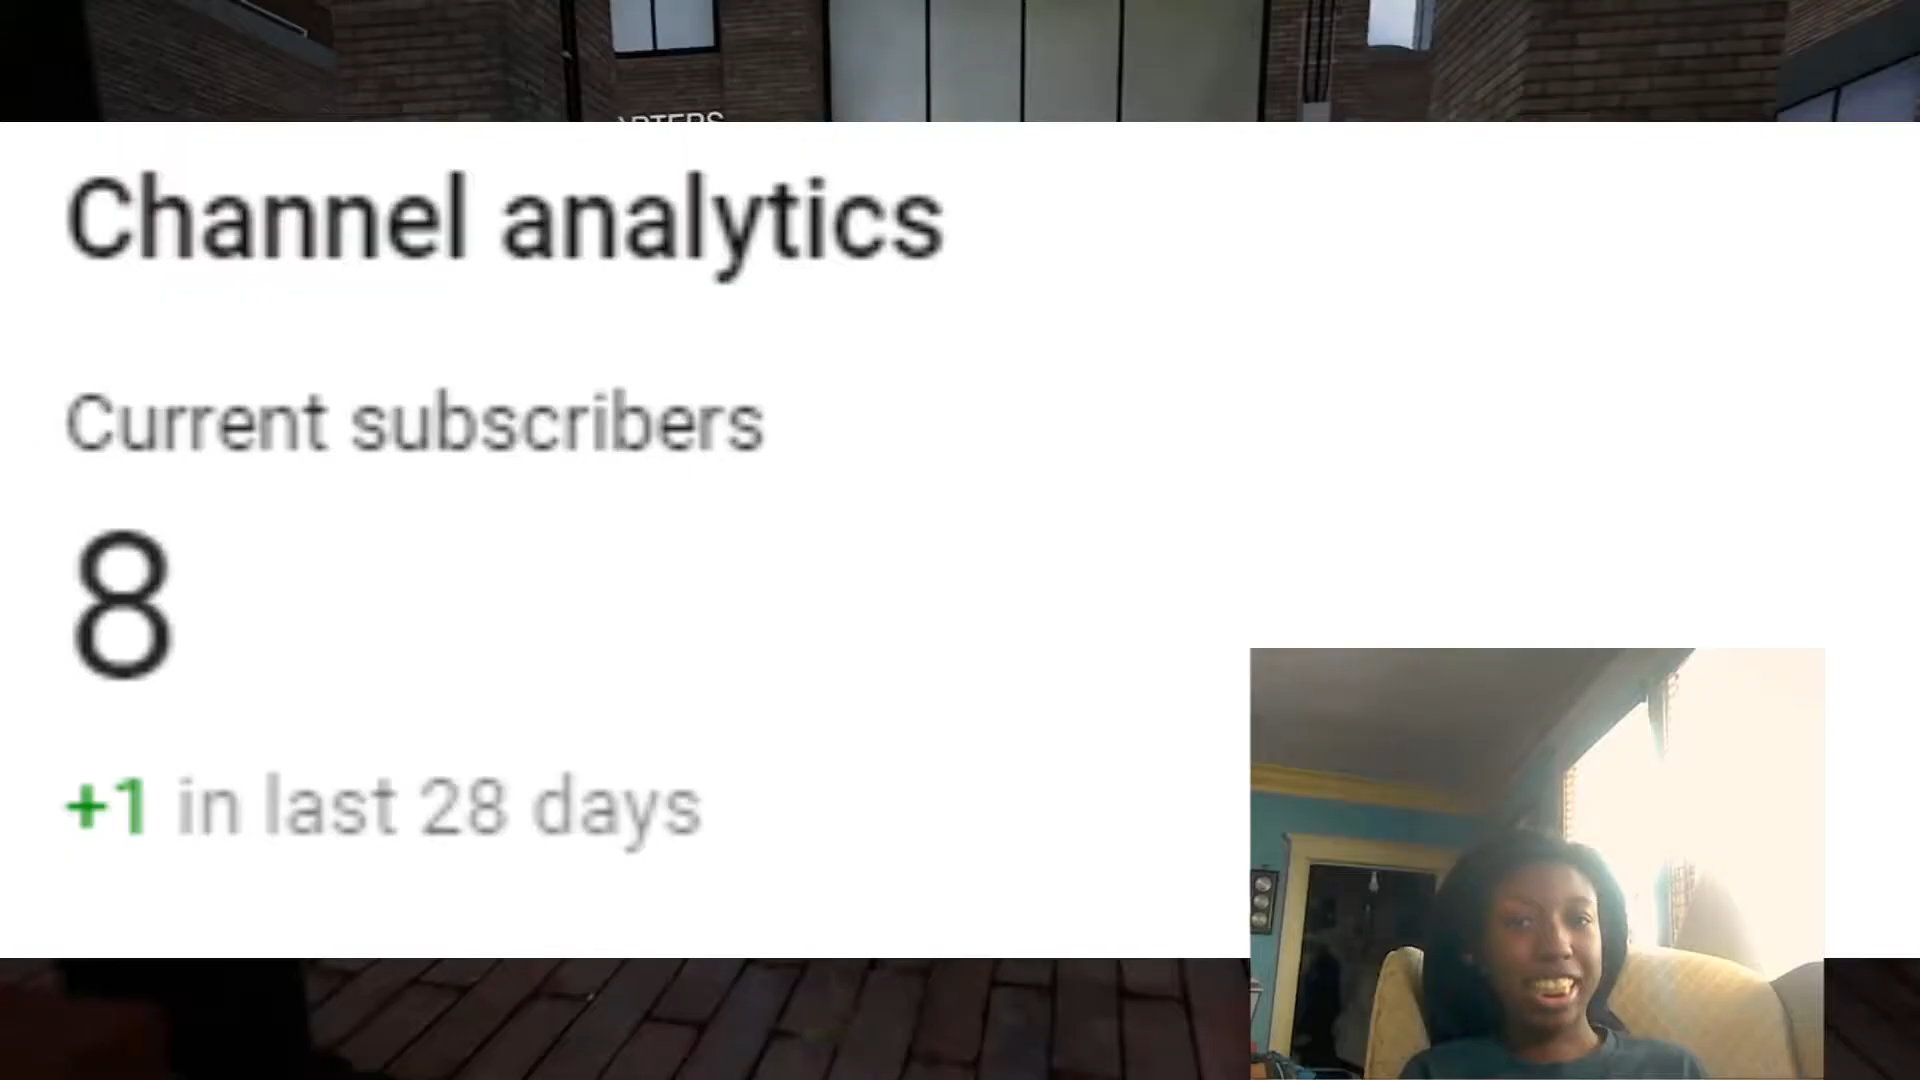 Channel analytics
Current subscribers
8
+1 in last 28 days